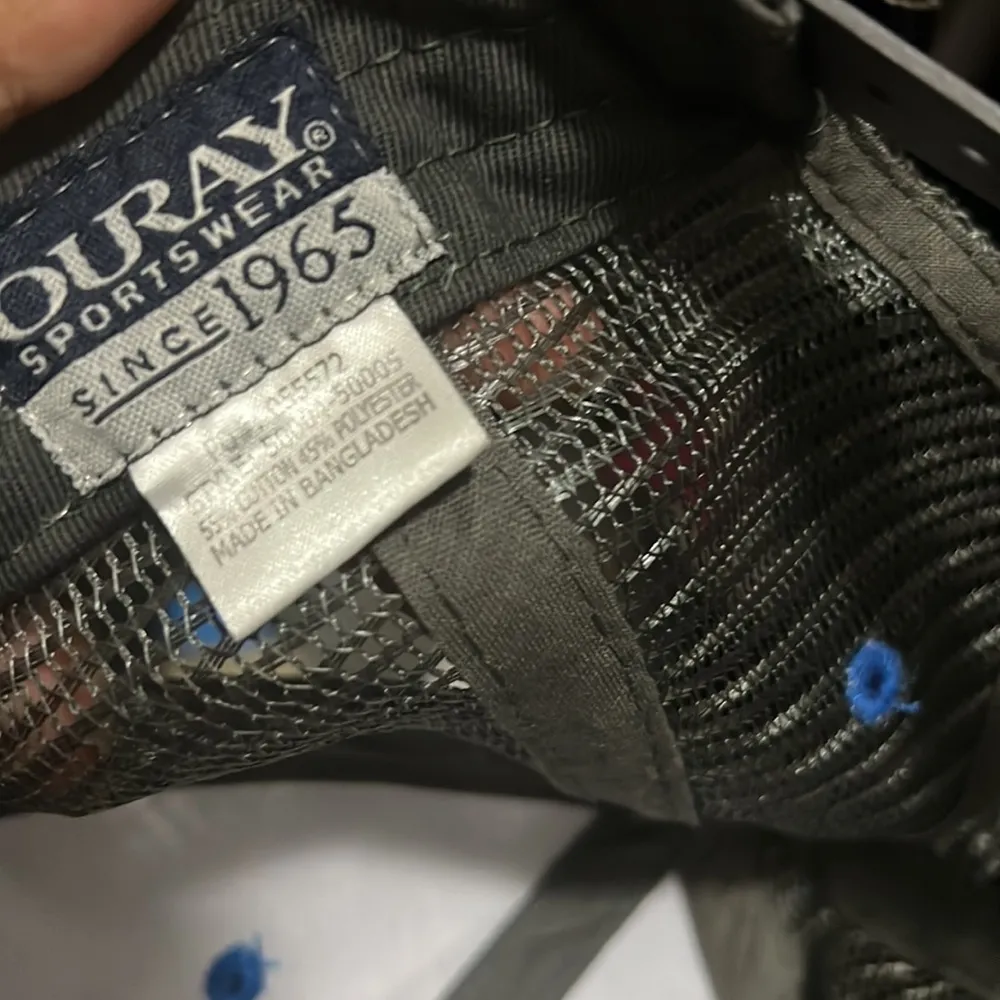 OURAY®
SPORTSWEAR
SINCE 1965
55% COTTON 45% POLYESTER
MADE IN BANGLADESH